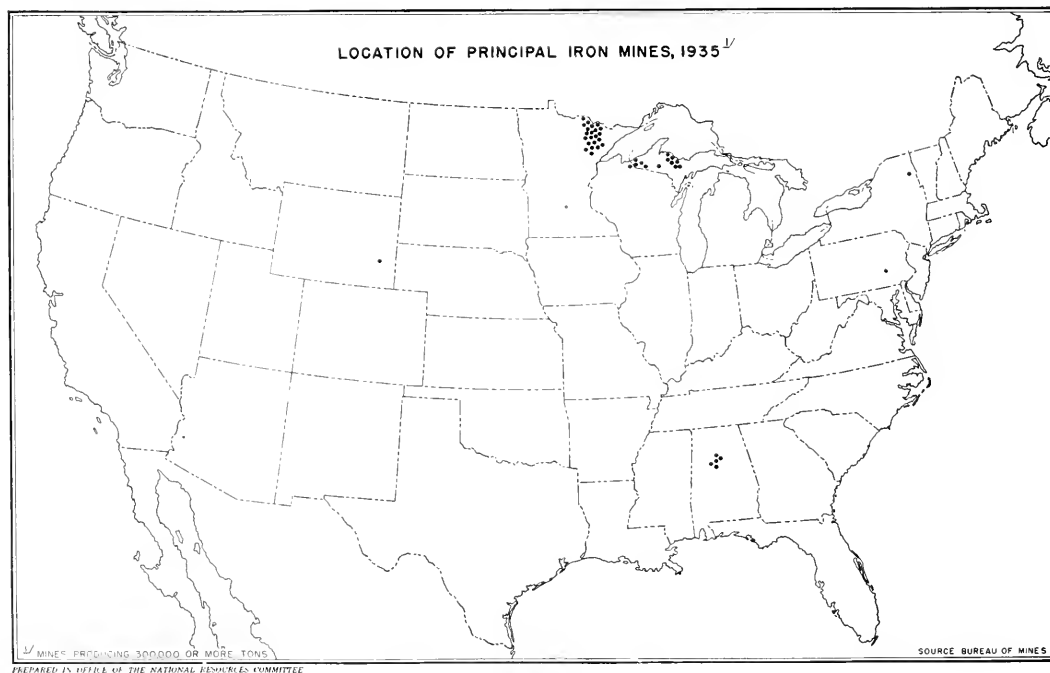 LOCATION OF PRINCIPAL IRON MINES, 1935 1/
1/ MINES PRODUCING 300,000 OR MORE TONS
SOURCE BUREAU OF MINES
PREPARED IN OFFICE OF THE NATIONAL RESOURCES COMMITTEE